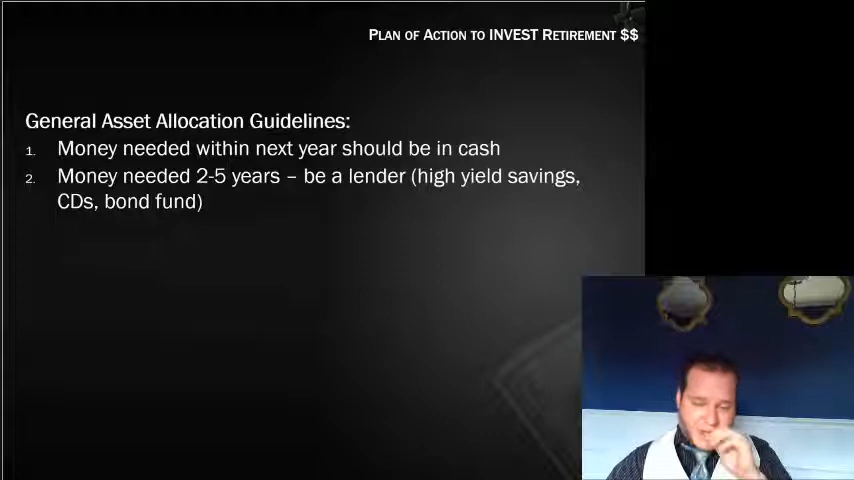 PLAN OF ACTION TO INVEST RETIREMENT $$
General Asset Allocation Guidelines:
1. Money needed within next year should be in cash
2. Money needed 2-5 years – be a lender (high yield savings,
CDs, bond fund)